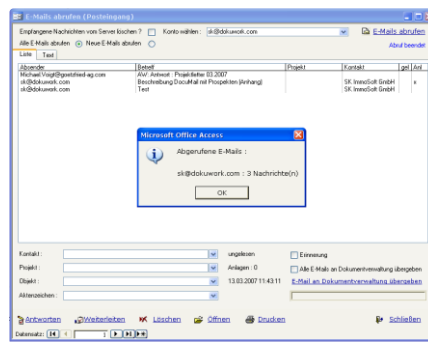 E-Mails abrufen (Posteingang)
Empfangene Nachrichten von Server löschen ? Konto wählen : sk@dokuwork.com E-Mails abrufen
Alle E-Mails abrufen Neue E-Mails abrufen Abruf beendet
Liste Text
Absender Betreff Projekt Kontakt gel Anl
Michael.Voigt@goetzfried-ag.com AW: Antwort : Projektleiter 03.2007
sk@dokuwork.com Beschreibung DocuMail mit Prospekten (Anhang) SK ImmoSoft GmbH x
sk@dokuwork.com Test SK ImmoSoft GmbH
Microsoft Office Access
Abgerufene E-Mails :
sk@dokuwork.com : 3 Nachrichte(n)
OK
Kontakt : ungelesen Erinnerung
Projekt : Anlagen : 0 Alle E-Mails an Dokumentverwaltung übergeben
Objekt : 13.03.2007 11:43:11 E-Mail an Dokumentverwaltung übergeben
Aktenzeichen :
Antworten Weiterleiten Löschen Öffnen Drucken Schließen
Datensatz: 1